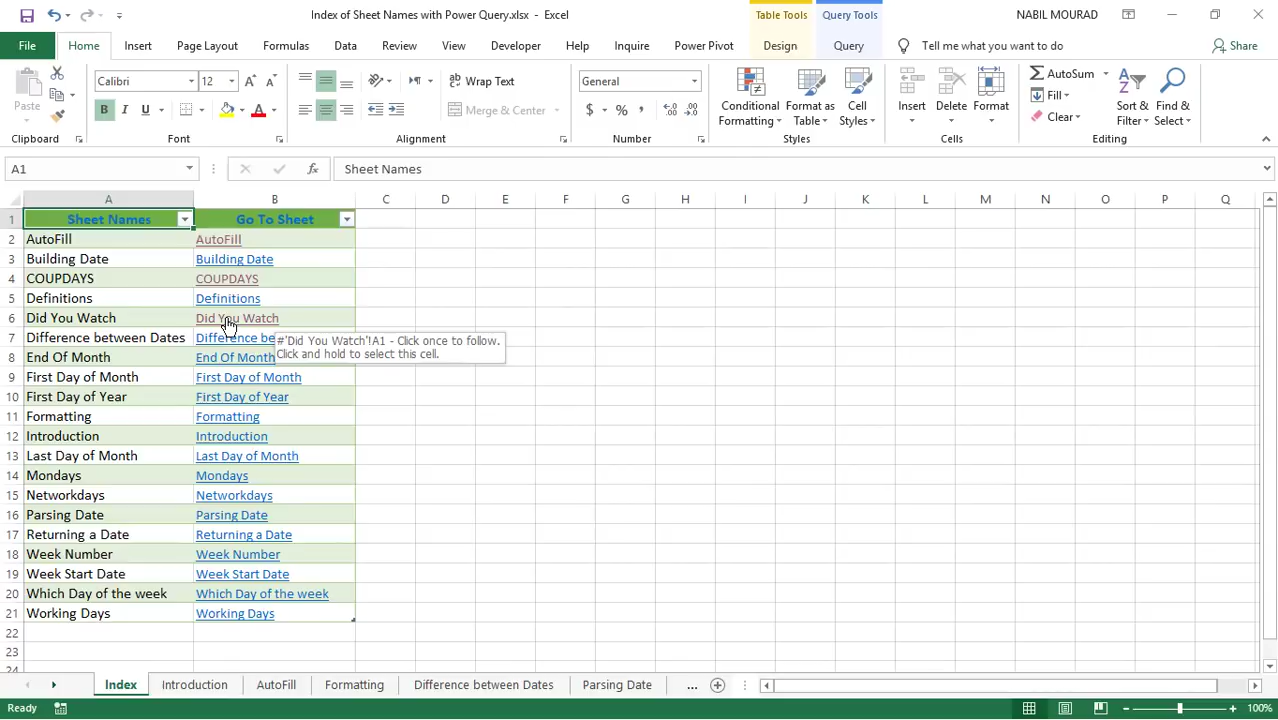 Index of Sheet Names with Power Query.xlsx - Excel
Table Tools
Query Tools
NABIL MOURAD
File
Home
Insert
Page Layout
Formulas
Data
Review
View
Developer
Help
Inquire
Power Pivot
Design
Query
Tell me what you want to do
Share
Paste
Clipboard
Calibri
12
B I U
Font
Wrap Text
Merge & Center
Alignment
General
$ % ,
Number
Conditional Formatting
Format as Table
Cell Styles
Styles
Insert
Delete
Format
Cells
AutoSum
Fill
Clear
Sort & Filter
Find & Select
Editing
A1
fx
Sheet Names
A B C D E F G H I J K L M N O P Q
1 Sheet Names Go To Sheet
2 AutoFill AutoFill
3 Building Date Building Date
4 COUPDAYS COUPDAYS
5 Definitions Definitions
6 Did You Watch Did You Watch
7 Difference between Dates Difference be
#'Did You Watch'!A1 - Click once to follow.
Click and hold to select this cell.
8 End Of Month End Of Month
9 First Day of Month First Day of Month
10 First Day of Year First Day of Year
11 Formatting Formatting
12 Introduction Introduction
13 Last Day of Month Last Day of Month
14 Mondays Mondays
15 Networkdays Networkdays
16 Parsing Date Parsing Date
17 Returning a Date Returning a Date
18 Week Number Week Number
19 Week Start Date Week Start Date
20 Which Day of the week Which Day of the week
21 Working Days Working Days
22
23
24
Index
Introduction
AutoFill
Formatting
Difference between Dates
Parsing Date
...
Ready
100%